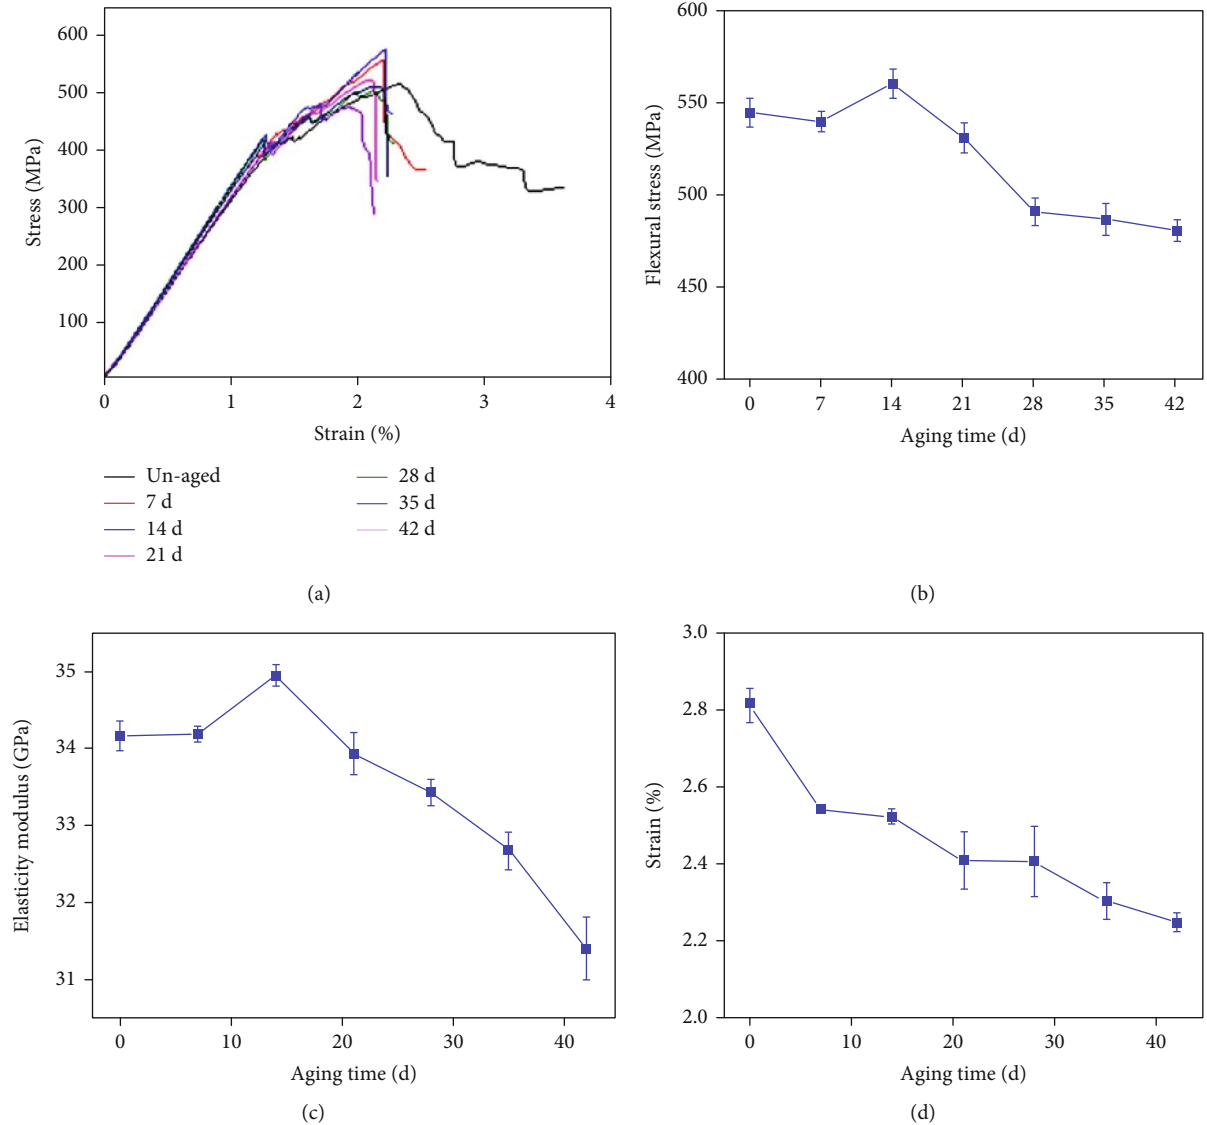 600
500
400
300
200
100
Stress (MPa)
0 1 2 3 4
Strain (%)
Un-aged
7 d
14 d
21 d
28 d
35 d
42 d
(a)
600
550
500
450
400
Flexural stress (MPa)
0 7 14 21 28 35 42
Aging time (d)
(b)
35
34
33
32
31
Elasticity modulus (GPa)
0 10 20 30 40
Aging time (d)
(c)
3.0
2.8
2.6
2.4
2.2
2.0
Strain (%)
0 10 20 30 40
Aging time (d)
(d)